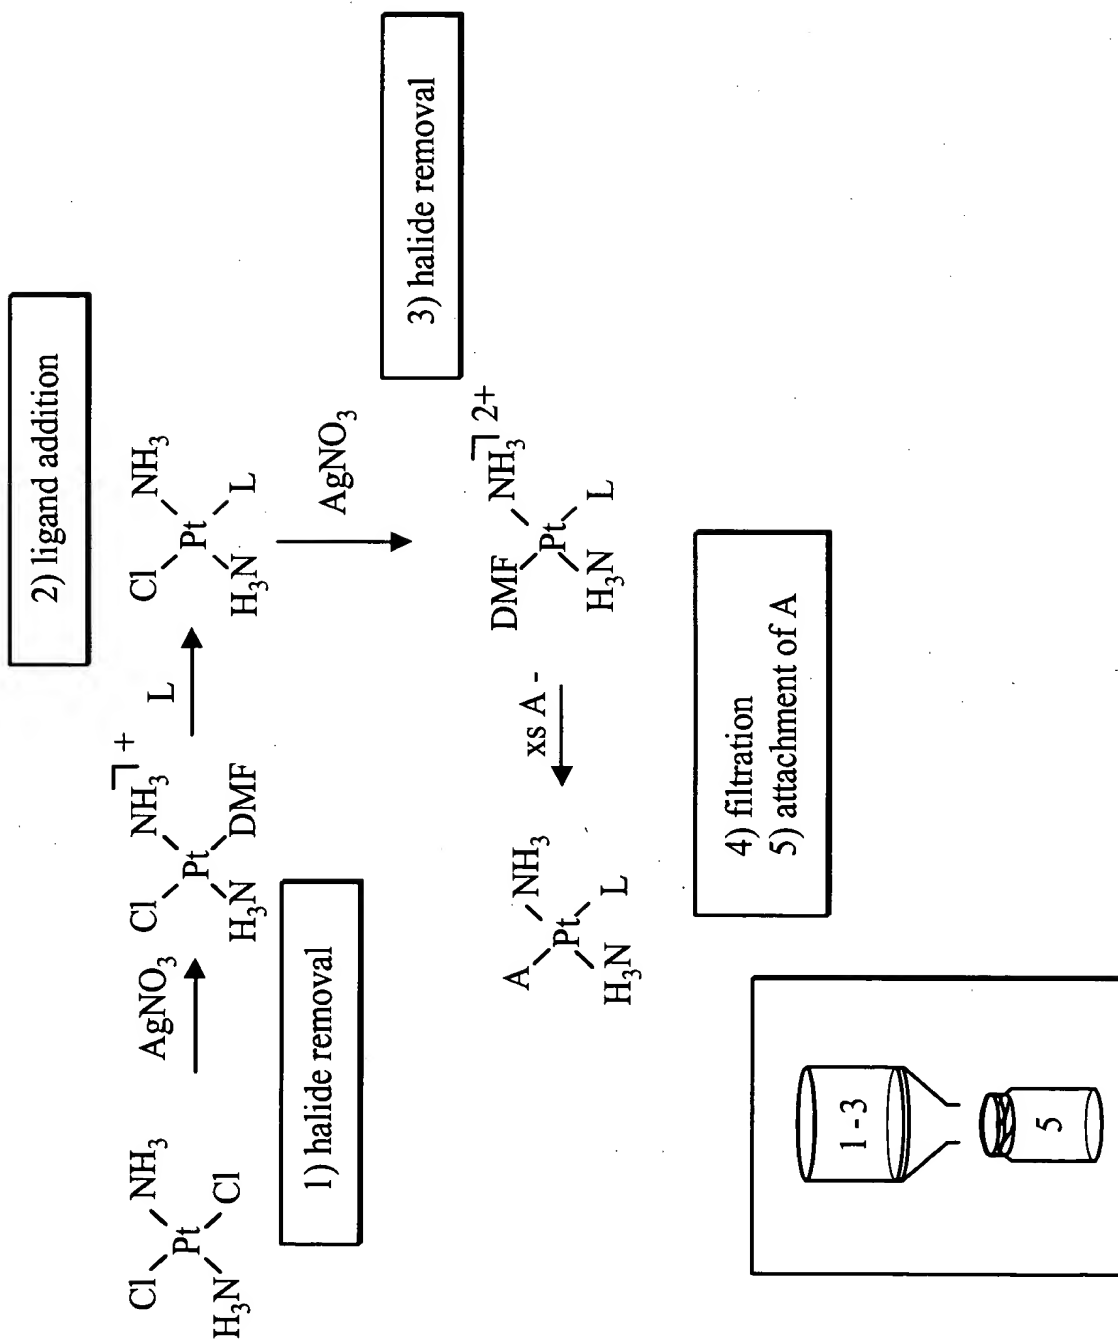 2) ligand addition
Cl NH₃
Pt
H₃N Cl
AgNO₃
Cl NH₃ +
Pt
H₃N DMF
L
Cl NH₃
Pt
H₃N L
1) halide removal
AgNO₃
3) halide removal
DMF NH₃ 2+
Pt
H₃N L
xs A -
A NH₃
Pt
H₃N L
4) filtration
5) attachment of A
1-3
5